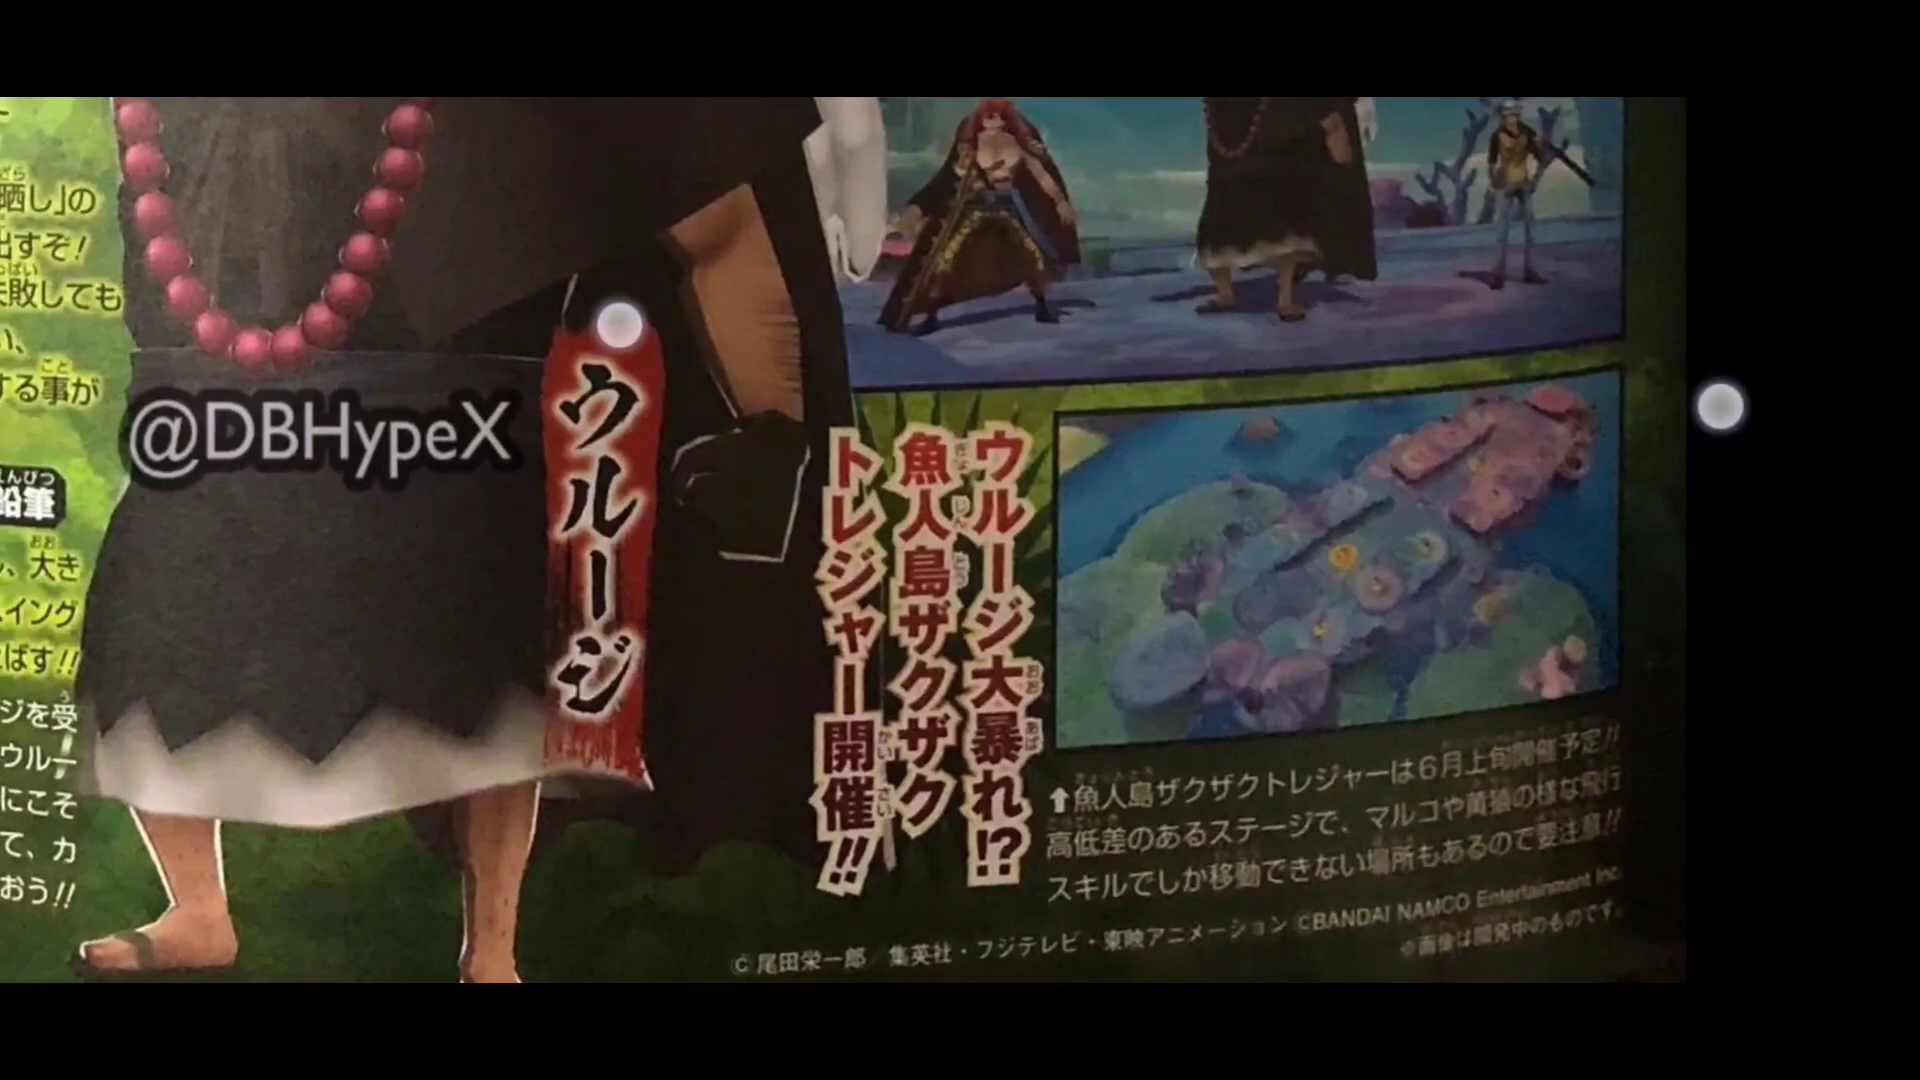 晒し」の
出すぞ!
失敗しても
い、
する事が
鉛筆
大き
イング
ばす!!
ジを受
ウルー
にこそ
て、カ
おう!!
@DBHypeX
ウルージ
ウルージ大暴れ!?
魚人島ザクザク
トレジャー開催!!
⬆魚人島ザクザクトレジャーは6月上旬開催予定!!
高低差のあるステージで、マルコや黄猿の様な飛行
スキルでしか移動できない場所もあるので要注意!!
©尾田栄一郎/集英社・フジテレビ・東映アニメーション ©BANDAI NAMCO Entertainment Inc.
※画像は開発中のものです。